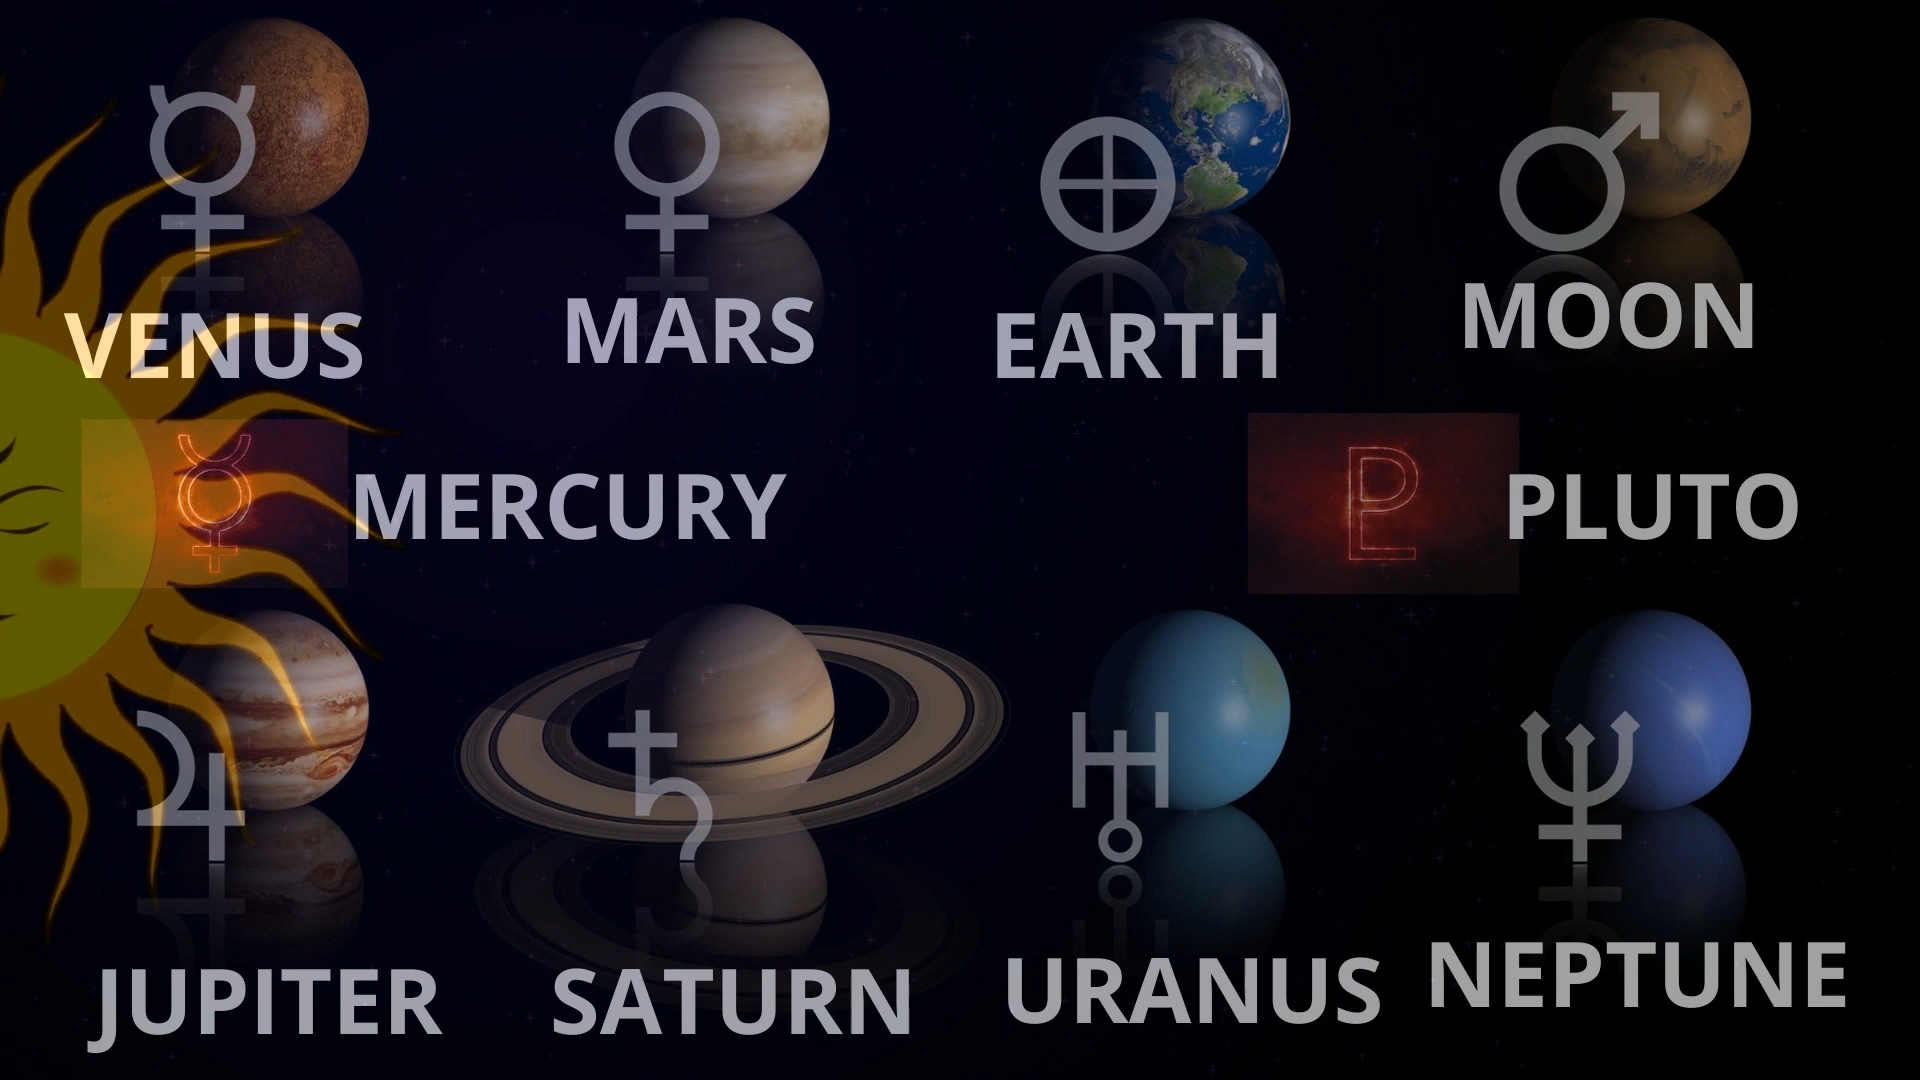 VENUS
MARS
EARTH
MOON
MERCURY
PLUTO
JUPITER
SATURN
URANUS
NEPTUNE